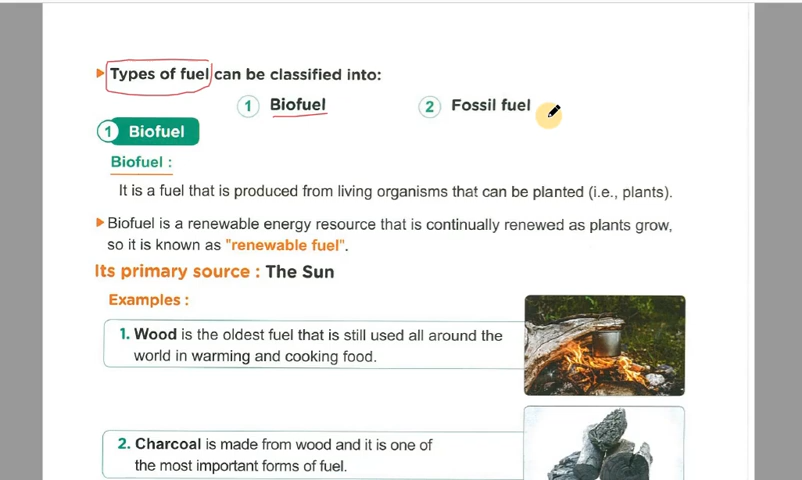 Types of fuel can be classified into:
1 Biofuel 2 Fossil fuel
1 Biofuel
Biofuel :
It is a fuel that is produced from living organisms that can be planted (i.e., plants).
Biofuel is a renewable energy resource that is continually renewed as plants grow,
so it is known as "renewable fuel".
Its primary source : The Sun
Examples :
1. Wood is the oldest fuel that is still used all around the
world in warming and cooking food.
2. Charcoal is made from wood and it is one of
the most important forms of fuel.